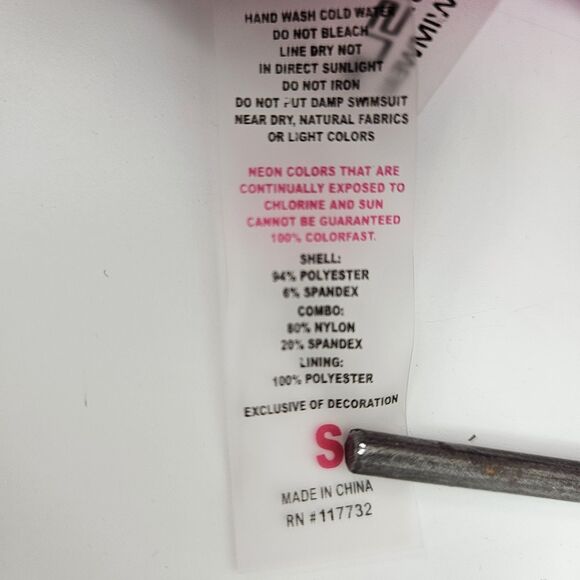 HAND WASH COLD WATER
DO NOT BLEACH
LINE DRY NOT
IN DIRECT SUNLIGHT
DO NOT IRON
DO NOT PUT DAMP SWIMSUIT
NEAR DRY, NATURAL FABRICS
OR LIGHT COLORS
NEON COLORS THAT ARE
CONTINUALLY EXPOSED TO
CHLORINE AND SUN
CANNOT BE GUARANTEED
100% COLORFAST.
SHELL:
94% POLYESTER
6% SPANDEX
COMBO:
80% NYLON
20% SPANDEX
LINING:
100% POLYESTER
EXCLUSIVE OF DECORATION
S
MADE IN CHINA
RN #117732